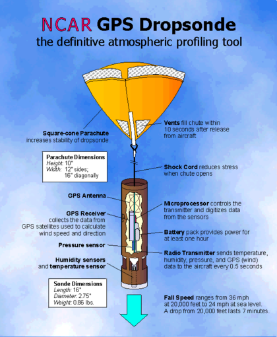 NCAR GPS Dropsonde
the definitive atmospheric profiling tool
Square-cone Parachute
increases stability of dropsonde
Vents fill chute within
10 seconds after release
from aircraft
Parachute Dimensions
Height: 10"
Width: 12" sides;
16" diagonally
Shock Cord reduces stress
when chute opens
GPS Antenna
GPS Receiver
collects the data from
GPS satellites used to calculate
wind speed and direction
Pressure sensor
Humidity sensors
and temperature sensor
Microprocessor controls the
transmitter and digitizes data
from the sensors
Battery pack provides power for
at least one hour
Radio Transmitter sends temperature,
humidity, pressure, and GPS (wind)
data to the aircraft every 0.5 seconds
Sonde Dimensions
Length: 16"
Diameter: 2.75"
Weight: 0.86 lbs.
Fall Speed ranges from 36 mph
at 20,000 feet to 24 mph at sea level.
A drop from 20,000 feet lasts 7 minutes.